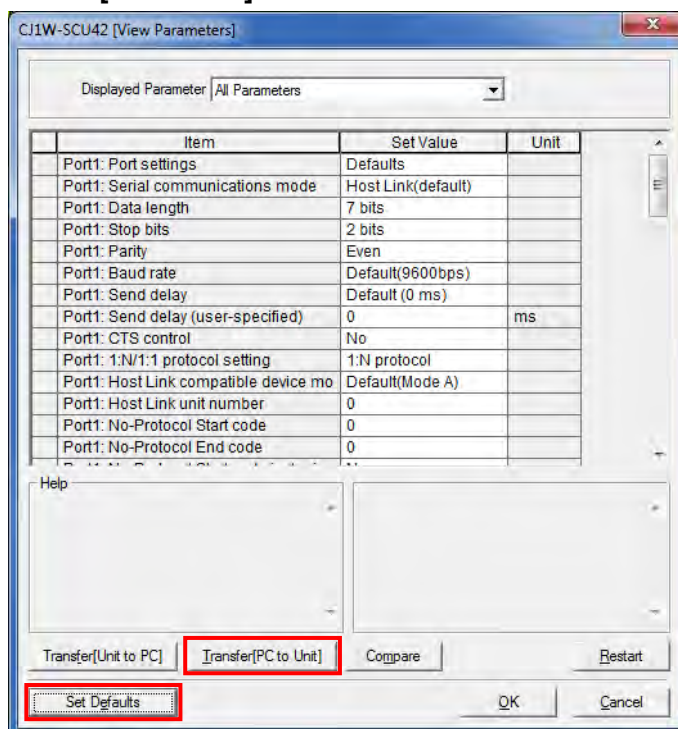 CJ1W-SCU42 [View Parameters]
Displayed Parameter All Parameters
Item Set Value Unit
Port1: Port settings Defaults
Port1: Serial communications mode Host Link(default)
Port1: Data length 7 bits
Port1: Stop bits 2 bits
Port1: Parity Even
Port1: Baud rate Default(9600bps)
Port1: Send delay Default (0 ms)
Port1: Send delay (user-specified) 0 ms
Port1: CTS control No
Port1: 1:N/1:1 protocol setting 1:N protocol
Port1: Host Link compatible device mo Default(Mode A)
Port1: Host Link unit number 0
Port1: No-Protocol Start code 0
Port1: No-Protocol End code 0
Help
Transfer[Unit to PC] Transfer[PC to Unit] Compare Restart
Set Defaults OK Cancel